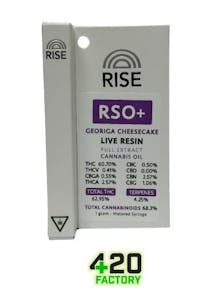 RISE
RISE
RSO+
GEORIGA CHEESECAKE
LIVE RESIN
FULL EXTRACT
CANNABIS OIL
THC 60.70% CBC 0.50%
THCV 0.41% CBD 0.00%
CBGA 0.55% CBN 2.57%
THCA 2.57% CBG 1.06%
TOTAL THC
62.95%
TERPENES
4.25%
TOTAL CANNABINOIDS 68.3%
1 gram - Metered Syringe
420
FACTORY